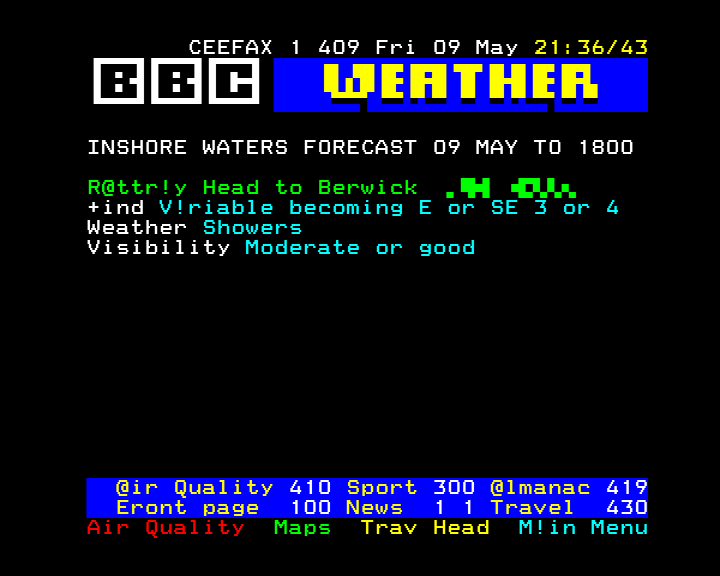 CEEFAX 1 409 Fri 09 May 21:36/43
BBC WEATHER
INSHORE WATERS FORECAST 09 MAY TO 1800
R@ttr!y Head to Berwick
+ind V!riable becoming E or SE 3 or 4
Weather Showers
Visibility Moderate or good
@ir Quality 410 Sport 300 @lmanac 419
Eront page 100 News 1 1 Travel 430
Air Quality Maps Trav Head M!in Menu